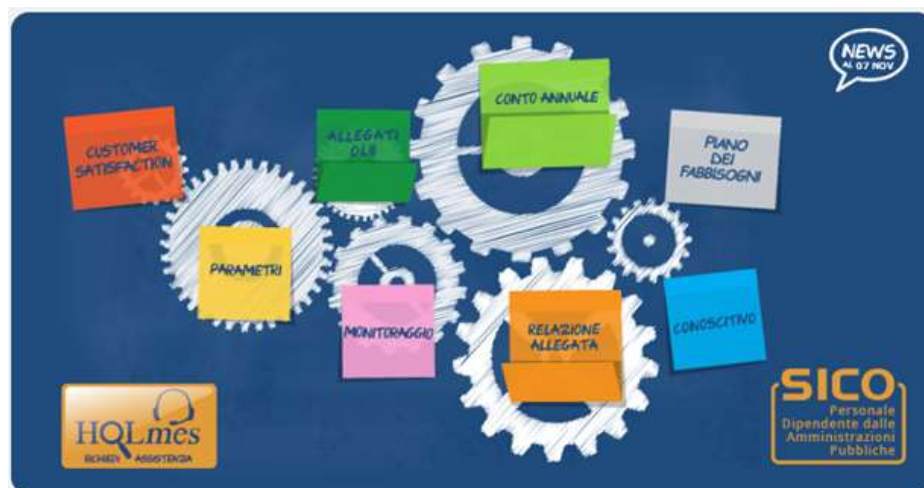 NEWS
AL 07 NOV
CONTO ANNUALE
CUSTOMER
SATISFACTION
ALLEGATI
DLB
PIANO
DEI
FABBISOGNI
PARAMETRI
MONITORAGGIO
RELAZIONE
ALLEGATA
CONOSCITIVO
HQLmes
RICHIEDI ASSISTENZA
SICO
Personale
Dipendente dalle
Amministrazioni
Pubbliche